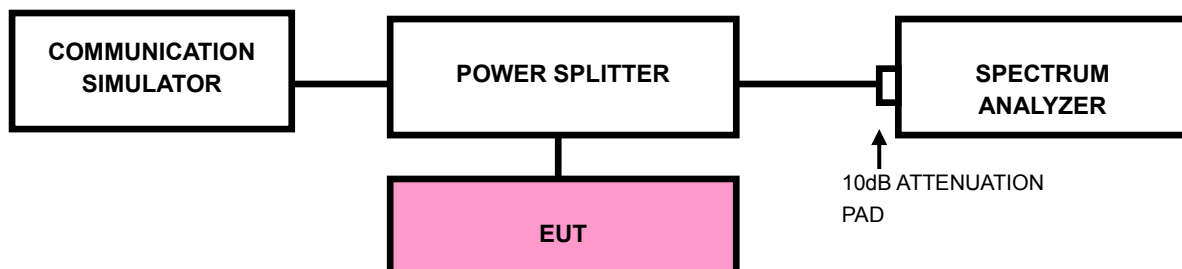 COMMUNICATION
SIMULATOR
POWER SPLITTER
SPECTRUM
ANALYZER
10dB ATTENUATION
PAD
EUT